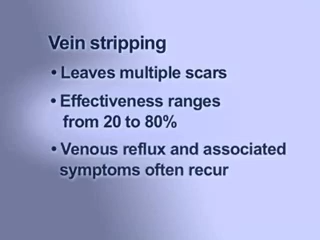 Vein stripping
• Leaves multiple scars
• Effectiveness ranges
from 20 to 80%
• Venous reflux and associated
symptoms often recur